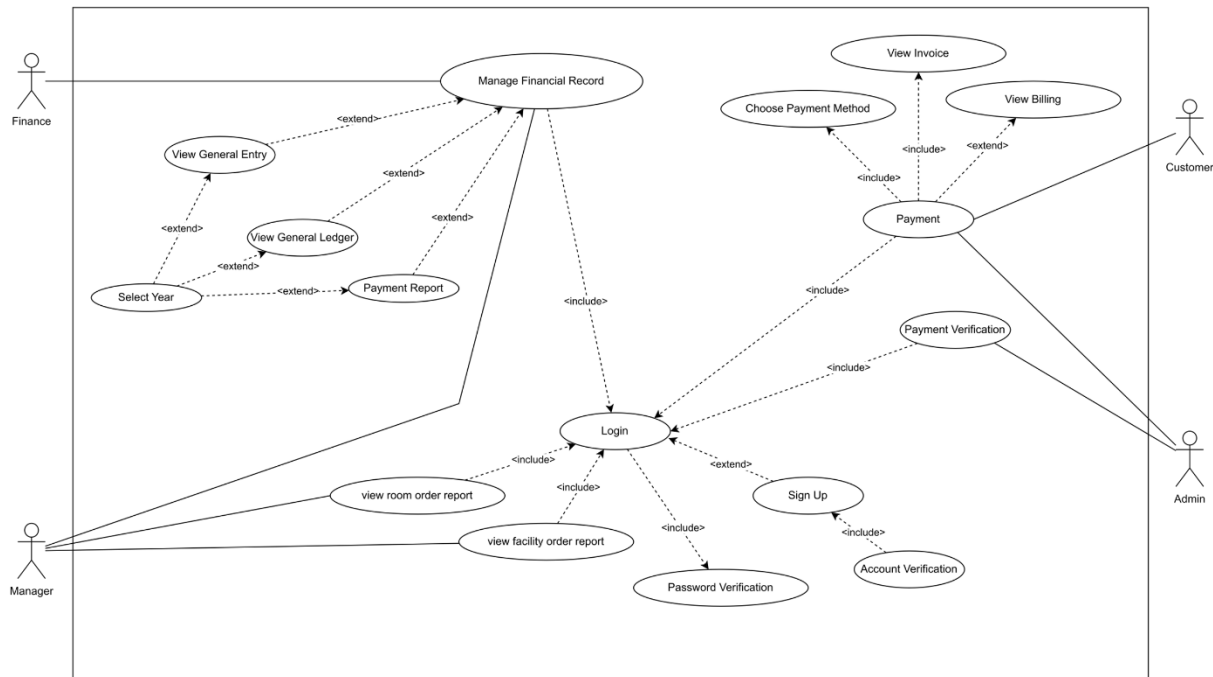 View Invoice
Manage Financial Record
Choose Payment Method
View Billing
Finance
<extend>
<extend>
<include>
<extend>
View General Entry
<include>
Customer
<extend>
<extend>
Payment
<extend>
View General Ledger
<extend>
Select Year
<extend>
Payment Report
<include>
<include>
Payment Verification
<include>
Login
<include>
<extend>
view room order report
<include>
Sign Up
Admin
<include>
<include>
view facility order report
Account Verification
Manager
Password Verification